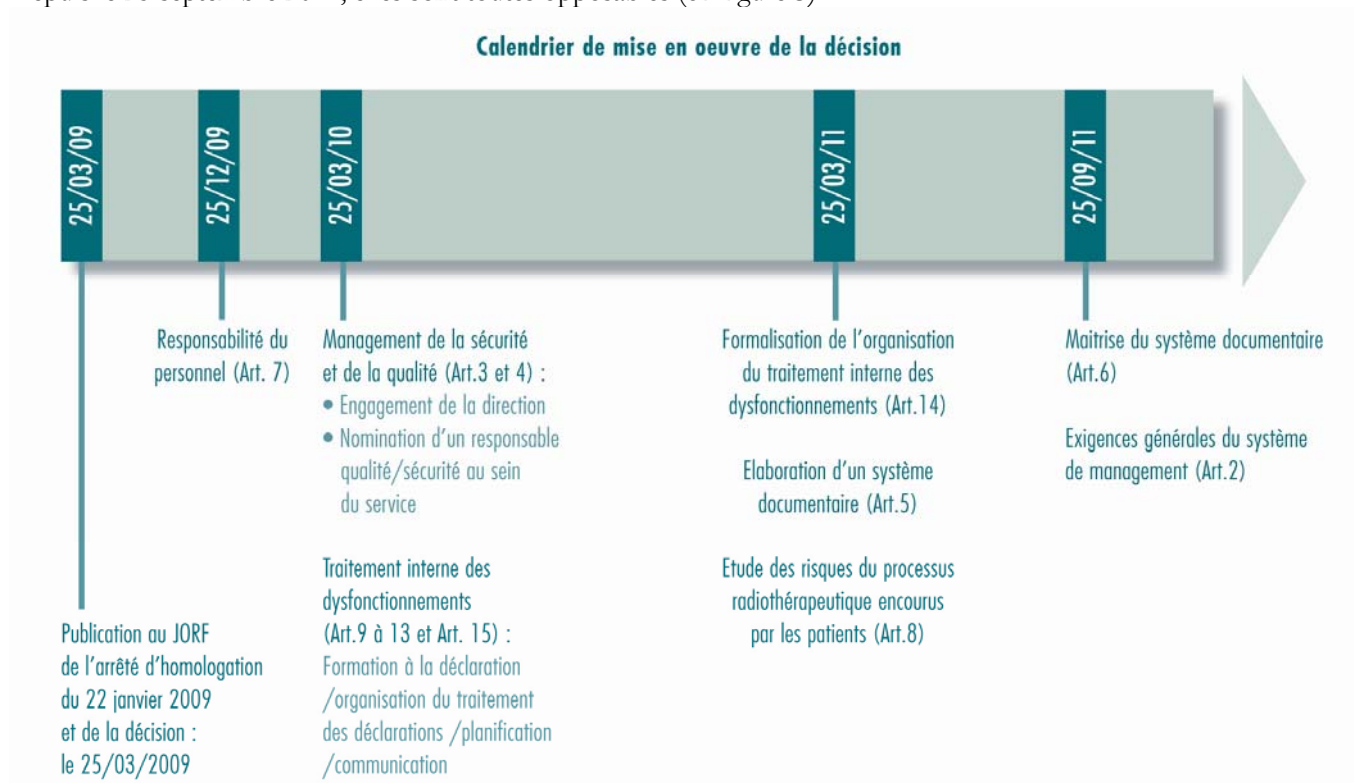 Calendrier de mise en oeuvre de la décision
25/03/09
25/12/09
25/03/10
25/03/11
25/09/11
Publication au JORF
de l'arrêté d'homologation
du 22 janvier 2009
et de la décision :
le 25/03/2009
Responsabilité du
personnel (Art. 7)
Management de la sécurité
et de la qualité (Art.3 et 4) :
• Engagement de la direction
• Nomination d'un responsable
qualité/sécurité au sein
du service
Traitement interne des
dysfonctionnements
(Art.9 à 13 et Art. 15) :
Formation à la déclaration
/organisation du traitement
des déclarations /planification
/communication
Formalisation de l'organisation
du traitement interne des
dysfonctionnements (Art.14)
Elaboration d'un système
documentaire (Art.5)
Etude des risques du processus
radiothérapeutique encourus
par les patients (Art.8)
Maitrise du système documentaire
(Art.6)
Exigences générales du système
de management (Art.2)